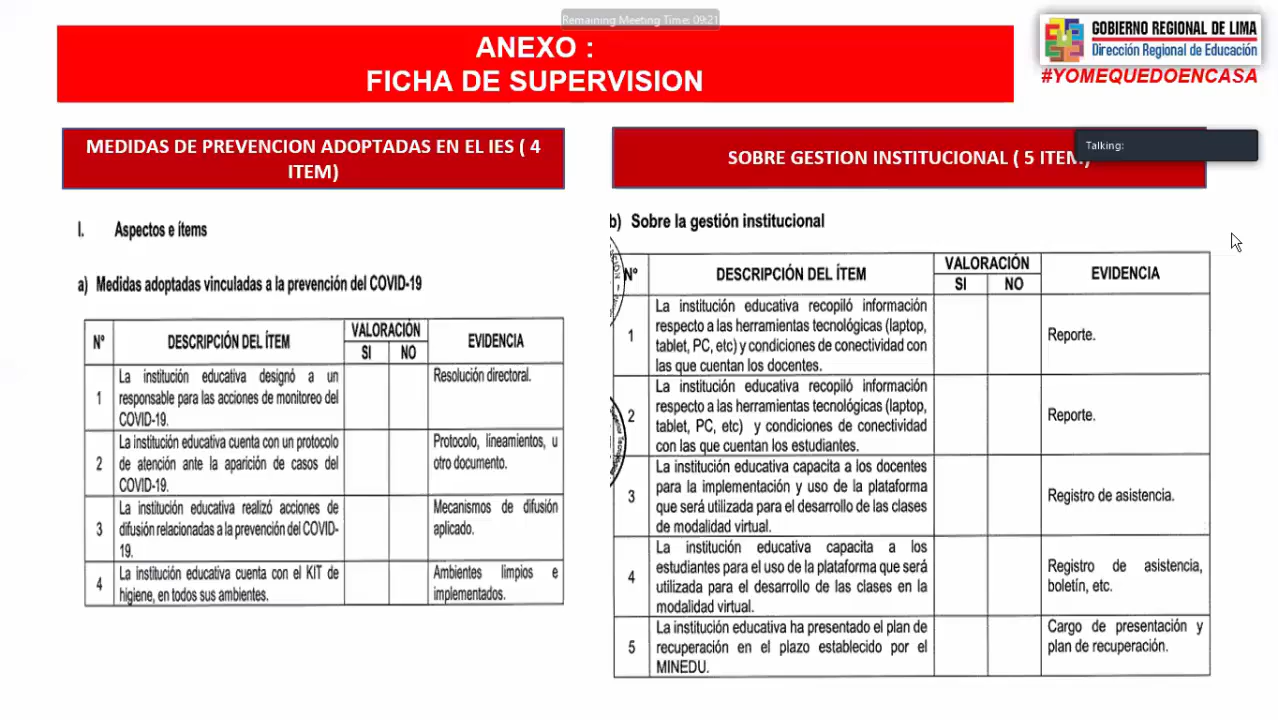 Remaining Meeting Time: 09:21
ANEXO :
FICHA DE SUPERVISION
GOBIERNO REGIONAL DE LIMA
Dirección Regional de Educación
#YOMEQUEDOENCASA
MEDIDAS DE PREVENCION ADOPTADAS EN EL IES ( 4
ITEM)
I. Aspectos e ítems
a) Medidas adoptadas vinculadas a la prevención del COVID-19
N° DESCRIPCIÓN DEL ÍTEM VALORACIÓN EVIDENCIA
SI NO
1 La institución educativa designó a un
responsable para las acciones de monitoreo del
COVID-19.
Resolución directoral.
2 La institución educativa cuenta con un protocolo
de atención ante la aparición de casos del
COVID-19.
Protocolo, lineamientos, u
otro documento.
3 La institución educativa realizó acciones de
difusión relacionadas a la prevención del COVID-
19.
Mecanismos de difusión
aplicado.
4 La institución educativa cuenta con el KIT de
higiene, en todos sus ambientes.
Ambientes limpios e
implementados.
SOBRE GESTION INSTITUCIONAL ( 5 ITEM)
Talking:
b) Sobre la gestión institucional
N° DESCRIPCIÓN DEL ÍTEM VALORACIÓN EVIDENCIA
SI NO
1 La institución educativa recopiló información
respecto a las herramientas tecnológicas (laptop,
tablet, PC, etc) y condiciones de conectividad con
las que cuentan los docentes.
Reporte.
2 La institución educativa recopiló información
respecto a las herramientas tecnológicas (laptop,
tablet, PC, etc) y condiciones de conectividad
con las que cuentan los estudiantes.
Reporte.
3 La institución educativa capacita a los docentes
para la implementación y uso de la plataforma
que será utilizada para el desarrollo de las clases
de modalidad virtual.
Registro de asistencia.
4 La institución educativa capacita a los
estudiantes para el uso de la plataforma que será
utilizada para el desarrollo de las clases en la
modalidad virtual.
Registro de asistencia,
boletín, etc.
5 La institución educativa ha presentado el plan de
recuperación en el plazo establecido por el
MINEDU.
Cargo de presentación y
plan de recuperación.